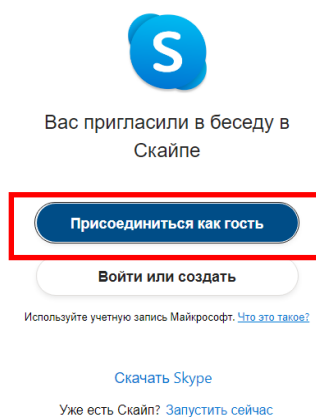 S
Вас пригласили в беседу в
Скайпе
Присоединиться как гость
Войти или создать
Используйте учетную запись Майкрософт. Что это такое?
Скачать Skype
Уже есть Скайп? Запустить сейчас